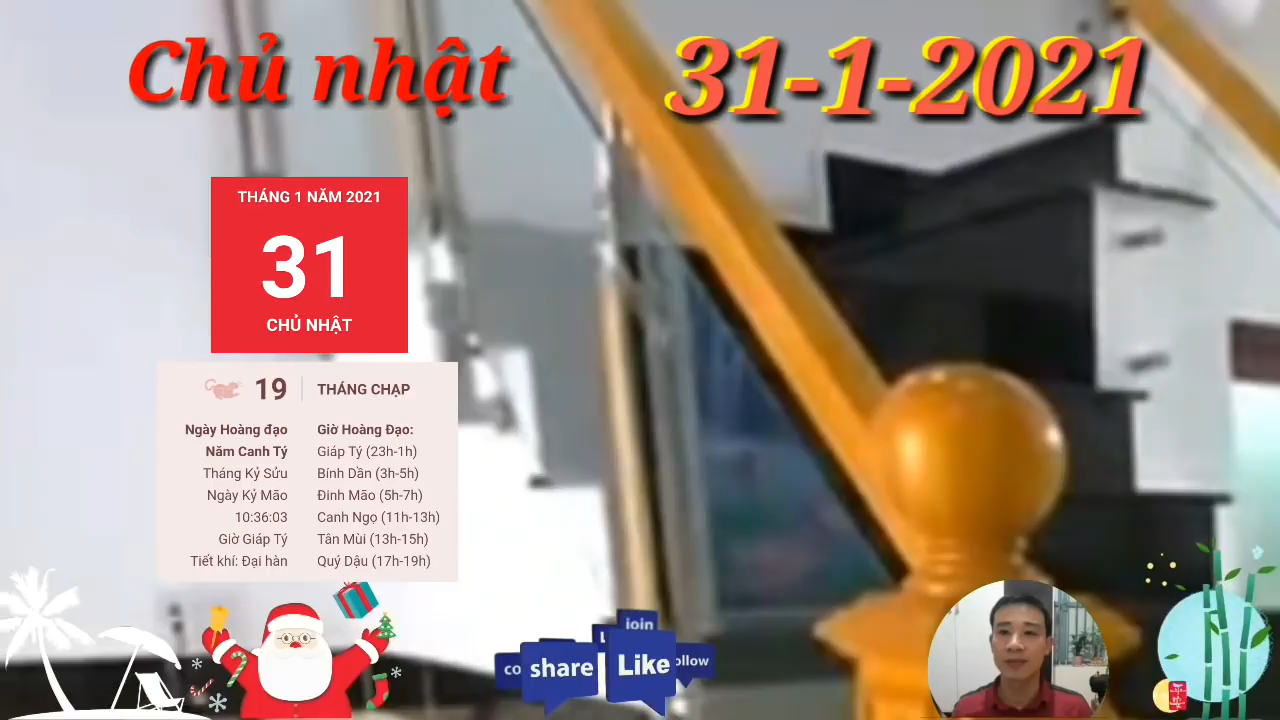 Chủ nhật
31-1-2021
THÁNG 1 NĂM 2021
31
CHỦ NHẬT
19
THÁNG CHẠP
Ngày Hoàng đạo
Năm Canh Tý
Tháng Kỷ Sửu
Ngày Kỷ Mão
10:36:03
Giờ Giáp Tý
Tiết khí: Đại hàn
Giờ Hoàng Đạo:
Giáp Tý (23h-1h)
Bính Dần (3h-5h)
Đinh Mão (5h-7h)
Canh Ngọ (11h-13h)
Tân Mùi (13h-15h)
Quý Dậu (17h-19h)
join
share
Like